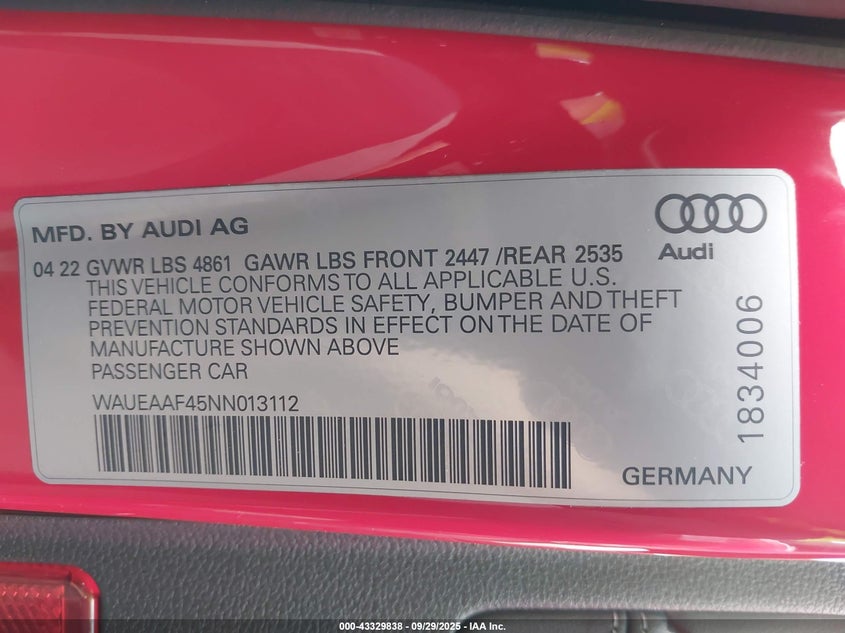 MFD. BY AUDI AG
Audi
04 22 GVWR LBS 4861 GAWR LBS FRONT 2447 /REAR 2535
THIS VEHICLE CONFORMS TO ALL APPLICABLE U.S.
FEDERAL MOTOR VEHICLE SAFETY, BUMPER AND THEFT
PREVENTION STANDARDS IN EFFECT ON THE DATE OF
MANUFACTURE SHOWN ABOVE
PASSENGER CAR
WAUEAAF45NN013112
1834006
GERMANY
000-43329838 - 09/29/2025 - IAA Inc.